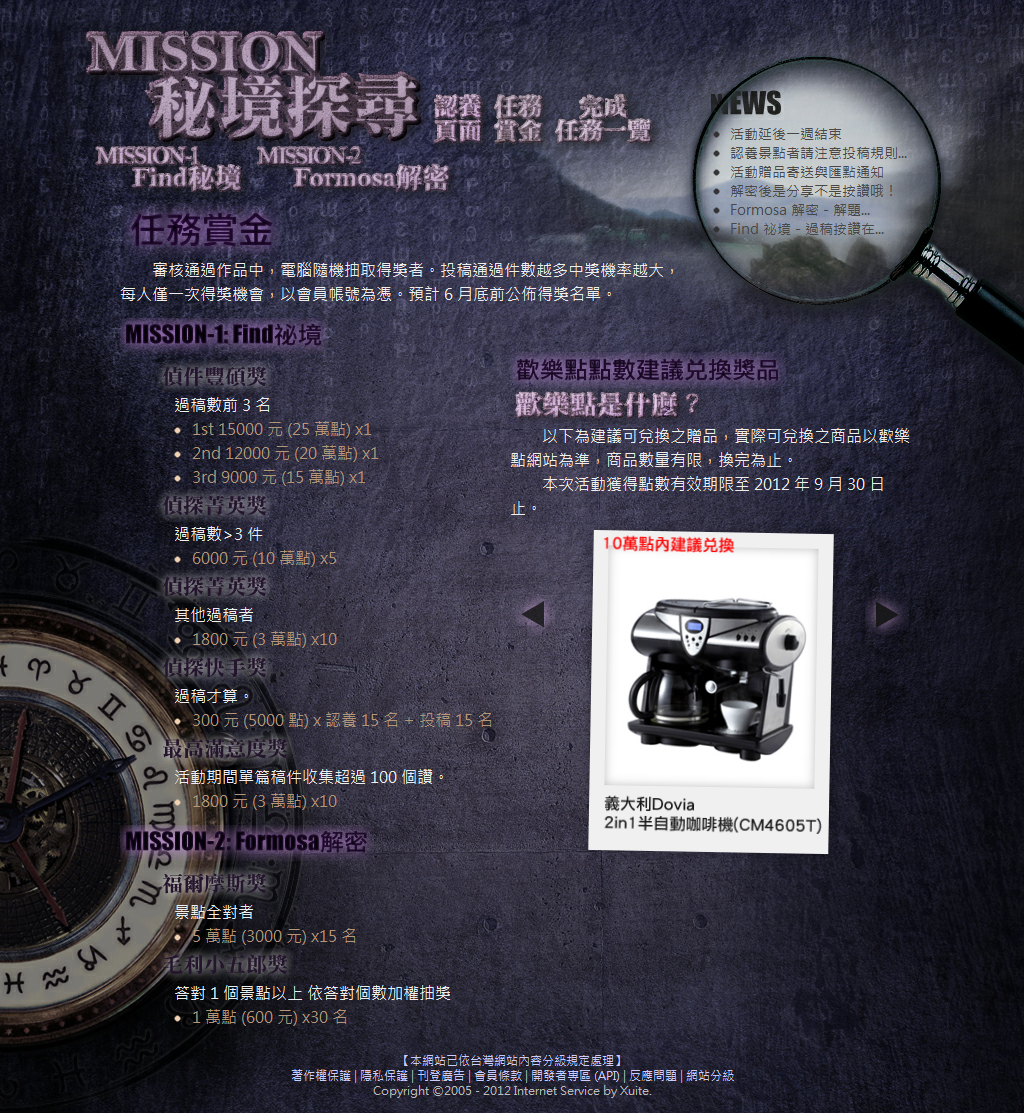 MISSION
秘境探尋
認養頁面
任務賞金
完成任務一覽
MISSION-1
Find秘境
MISSION-2
Formosa解密
NEWS
活動延後一週結束
認養景點者請注意投稿規則...
活動贈品寄送與匯點通知
解密後是分享不是按讚哦！
Formosa 解密 - 解題...
Find 祕境 - 過稿按讚在...
任務賞金
審核通過作品中，電腦隨機抽取得獎者。投稿通過件數越多中獎機率越大，
每人僅一次得獎機會，以會員帳號為憑。預計 6 月底前公佈得獎名單。
MISSION-1: Find祕境
偵件豐碩獎
過稿數前 3 名
1st 15000 元 (25 萬點) x1
2nd 12000 元 (20 萬點) x1
3rd 9000 元 (15 萬點) x1
偵探菁英獎
過稿數>3 件
6000 元 (10 萬點) x5
偵探菁英獎
其他過稿者
1800 元 (3 萬點) x10
偵探快手獎
過稿才算。
300 元 (5000 點) x 認養 15 名 + 投稿 15 名
最高滿意度獎
活動期間單篇稿件收集超過 100 個讚。
1800 元 (3 萬點) x10
MISSION-2: Formosa解密
福爾摩斯獎
景點全對者
5 萬點 (3000 元) x15 名
毛利小五郎獎
答對 1 個景點以上 依答對個數加權抽獎
1 萬點 (600 元) x30 名
歡樂點點數建議兌換獎品
歡樂點是什麼？
以下為建議可兌換之贈品，實際可兌換之商品以歡樂
點網站為準，商品數量有限，換完為止。
本次活動獲得點數有效期限至 2012 年 9 月 30 日
止。
10萬點內建議兌換
義大利Dovia
2in1半自動咖啡機(CM4605T)
【本網站已依台灣網站內容分級規定處理】
著作權保護 | 隱私保護 | 刊登廣告 | 會員條款 | 開發者專區 (API) | 反應問題 | 網站分級
Copyright ©2005 - 2012 Internet Service by Xuite.